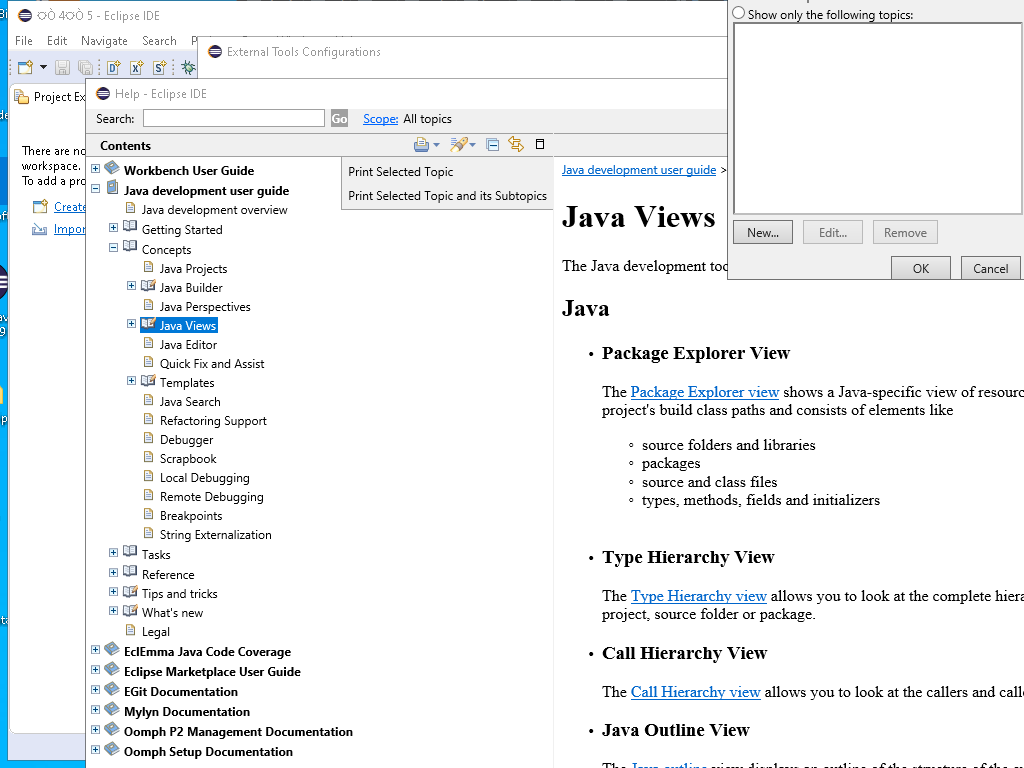 Eclipse IDE
File Edit Navigate Search
External Tools Configurations
Help - Eclipse IDE
Show only the following topics:
New... Edit... Remove
OK Cancel
Project Ex
There are no
workspace.
To add a pro
Create
Impor
Search: Go Scope: All topics
Contents
Print Selected Topic
Print Selected Topic and its Subtopics
Workbench User Guide
Java development user guide
Java development overview
Getting Started
Concepts
Java Projects
Java Builder
Java Perspectives
Java Views
Java Editor
Quick Fix and Assist
Templates
Java Search
Refactoring Support
Debugger
Scrapbook
Local Debugging
Remote Debugging
Breakpoints
String Externalization
Tasks
Reference
Tips and tricks
What's new
Legal
EclEmma Java Code Coverage
Eclipse Marketplace User Guide
EGit Documentation
Mylyn Documentation
Oomph P2 Management Documentation
Oomph Setup Documentation
Java development user guide >
Java Views
The Java development too
Java
• Package Explorer View
The Package Explorer view shows a Java-specific view of resourc
project's build class paths and consists of elements like
◦ source folders and libraries
◦ packages
◦ source and class files
◦ types, methods, fields and initializers
• Type Hierarchy View
The Type Hierarchy view allows you to look at the complete hiera
project, source folder or package.
• Call Hierarchy View
The Call Hierarchy view allows you to look at the callers and calle
• Java Outline View